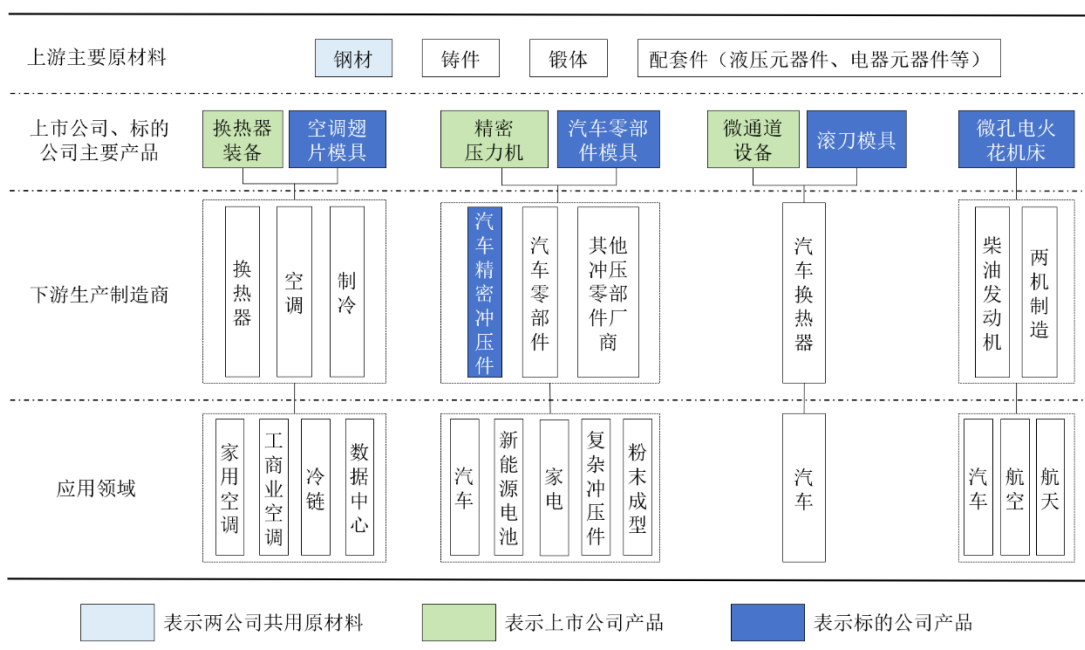 上游主要原材料
钢材
铸件
锻体
配套件（液压元器件、电器元器件等）
上市公司、标的
公司主要产品
换热器
装备
空调翅
片模具
精密
压力机
汽车零部
件模具
微通道
设备
滚刀模具
微孔电火
花机床
下游生产制造商
换热器
空调
制冷
汽车精密冲压件
汽车零部件
其他
冲压
零部
件厂
商
汽车换热器
柴油发动机
两机制造
应用领域
家用空调
工商业空调
冷链
数据中心
汽车
新能源电池
家电
复杂冲压件
粉末成型
汽车
汽车
航空
航天
表示两公司共用原材料
表示上市公司产品
表示标的公司产品